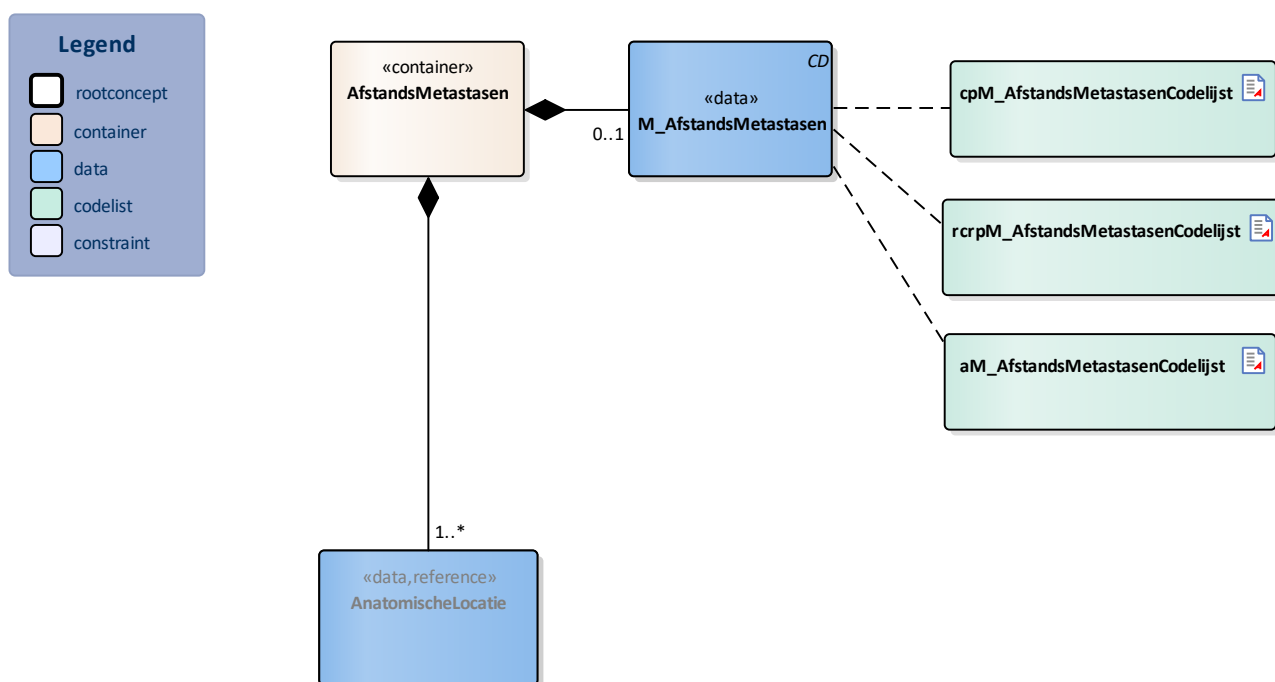 Legend
rootconcept
container
data
codelist
constraint
«container»
AfstandsMetastasen
0..1
CD
«data»
M_AfstandsMetastasen
cpM_AfstandsMetastasenCodelijst
rcrpM_AfstandsMetastasenCodelijst
aM_AfstandsMetastasenCodelijst
1..*
«data,reference»
AnatomischeLocatie